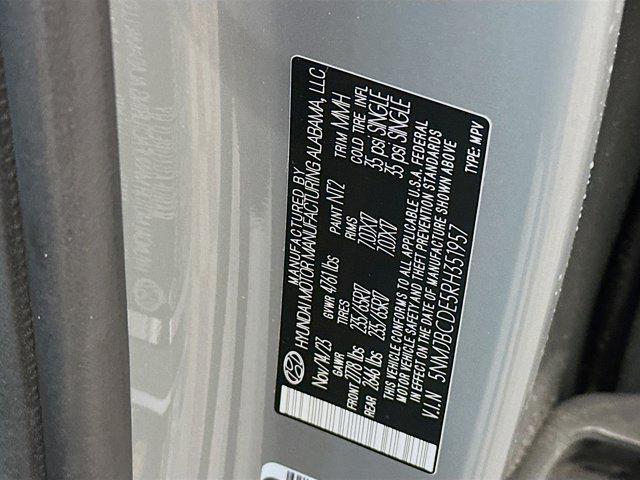 MANUFACTURED BY
HYUNDAI MOTOR MANUFACTURING ALABAMA, LLC
Nov/14/23 GVWR 4761 lbs PAINT NT2 TRIM MMH
GAWR TIRES RIMS COLD TIRE INFL
FRONT 2778 lbs 235/65R17 7.0JX17 35 psi SINGLE
REAR 2646 lbs 235/65R17 7.0JX17 35 psi SINGLE
THIS VEHICLE CONFORMS TO ALL APPLICABLE U.S.A. FEDERAL
MOTOR VEHICLE SAFETY AND THEFT PREVENTION STANDARDS
IN EFFECT ON THE DATE OF MANUFACTURE SHOWN ABOVE
V.I.N 5NMJBCDE5RH351957 TYPE: MPV